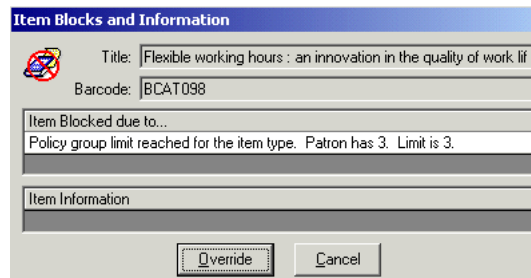 Item Blocks and Information
Title: Flexible working hours : an innovation in the quality of work lif
Barcode: BCAT098
Item Blocked due to...
Policy group limit reached for the item type. Patron has 3. Limit is 3.
Item Information
Override Cancel